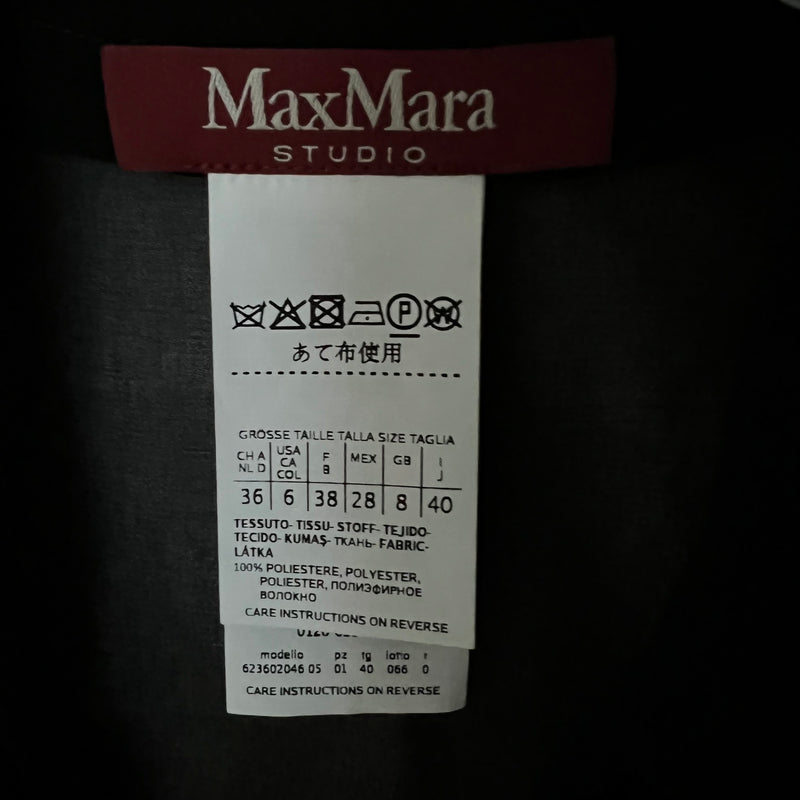 MaxMara
STUDIO
P W
あて布使用
GRÖSSE TAILLE TALLA SIZE TAGLIA
CH A NL D USA CA COL F B MEX GB I J
36 6 38 28 8 40
TESSUTO- TISSU- STOFF- TEJIDO-
TECIDO- KUMAŞ- ТКАНЬ- FABRIC-
LÁTKA
100% POLIESTERE, POLYESTER,
POLIESTER, ПОЛИЭФИРНОЕ
ВОЛОКНО
CARE INSTRUCTIONS ON REVERSE
modello pz tg lotto r
623602046 05 01 40 066 0
CARE INSTRUCTIONS ON REVERSE